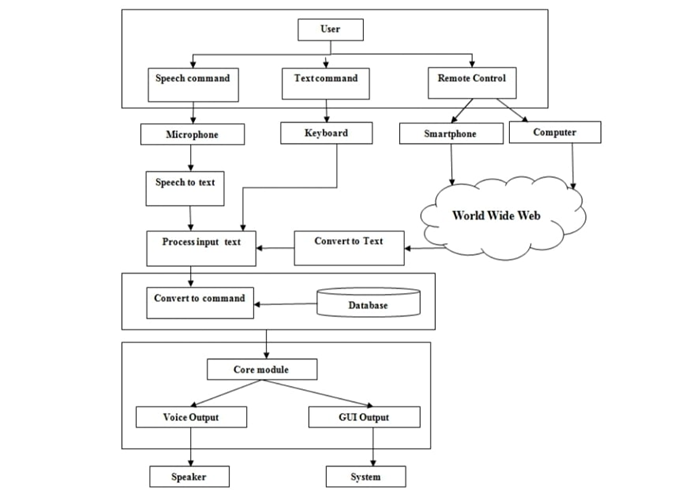 User
Speech command
Text command
Remote Control
Microphone
Keyboard
Smartphone
Computer
Speech to text
World Wide Web
Process input text
Convert to Text
Convert to command
Database
Core module
Voice Output
GUI Output
Speaker
System